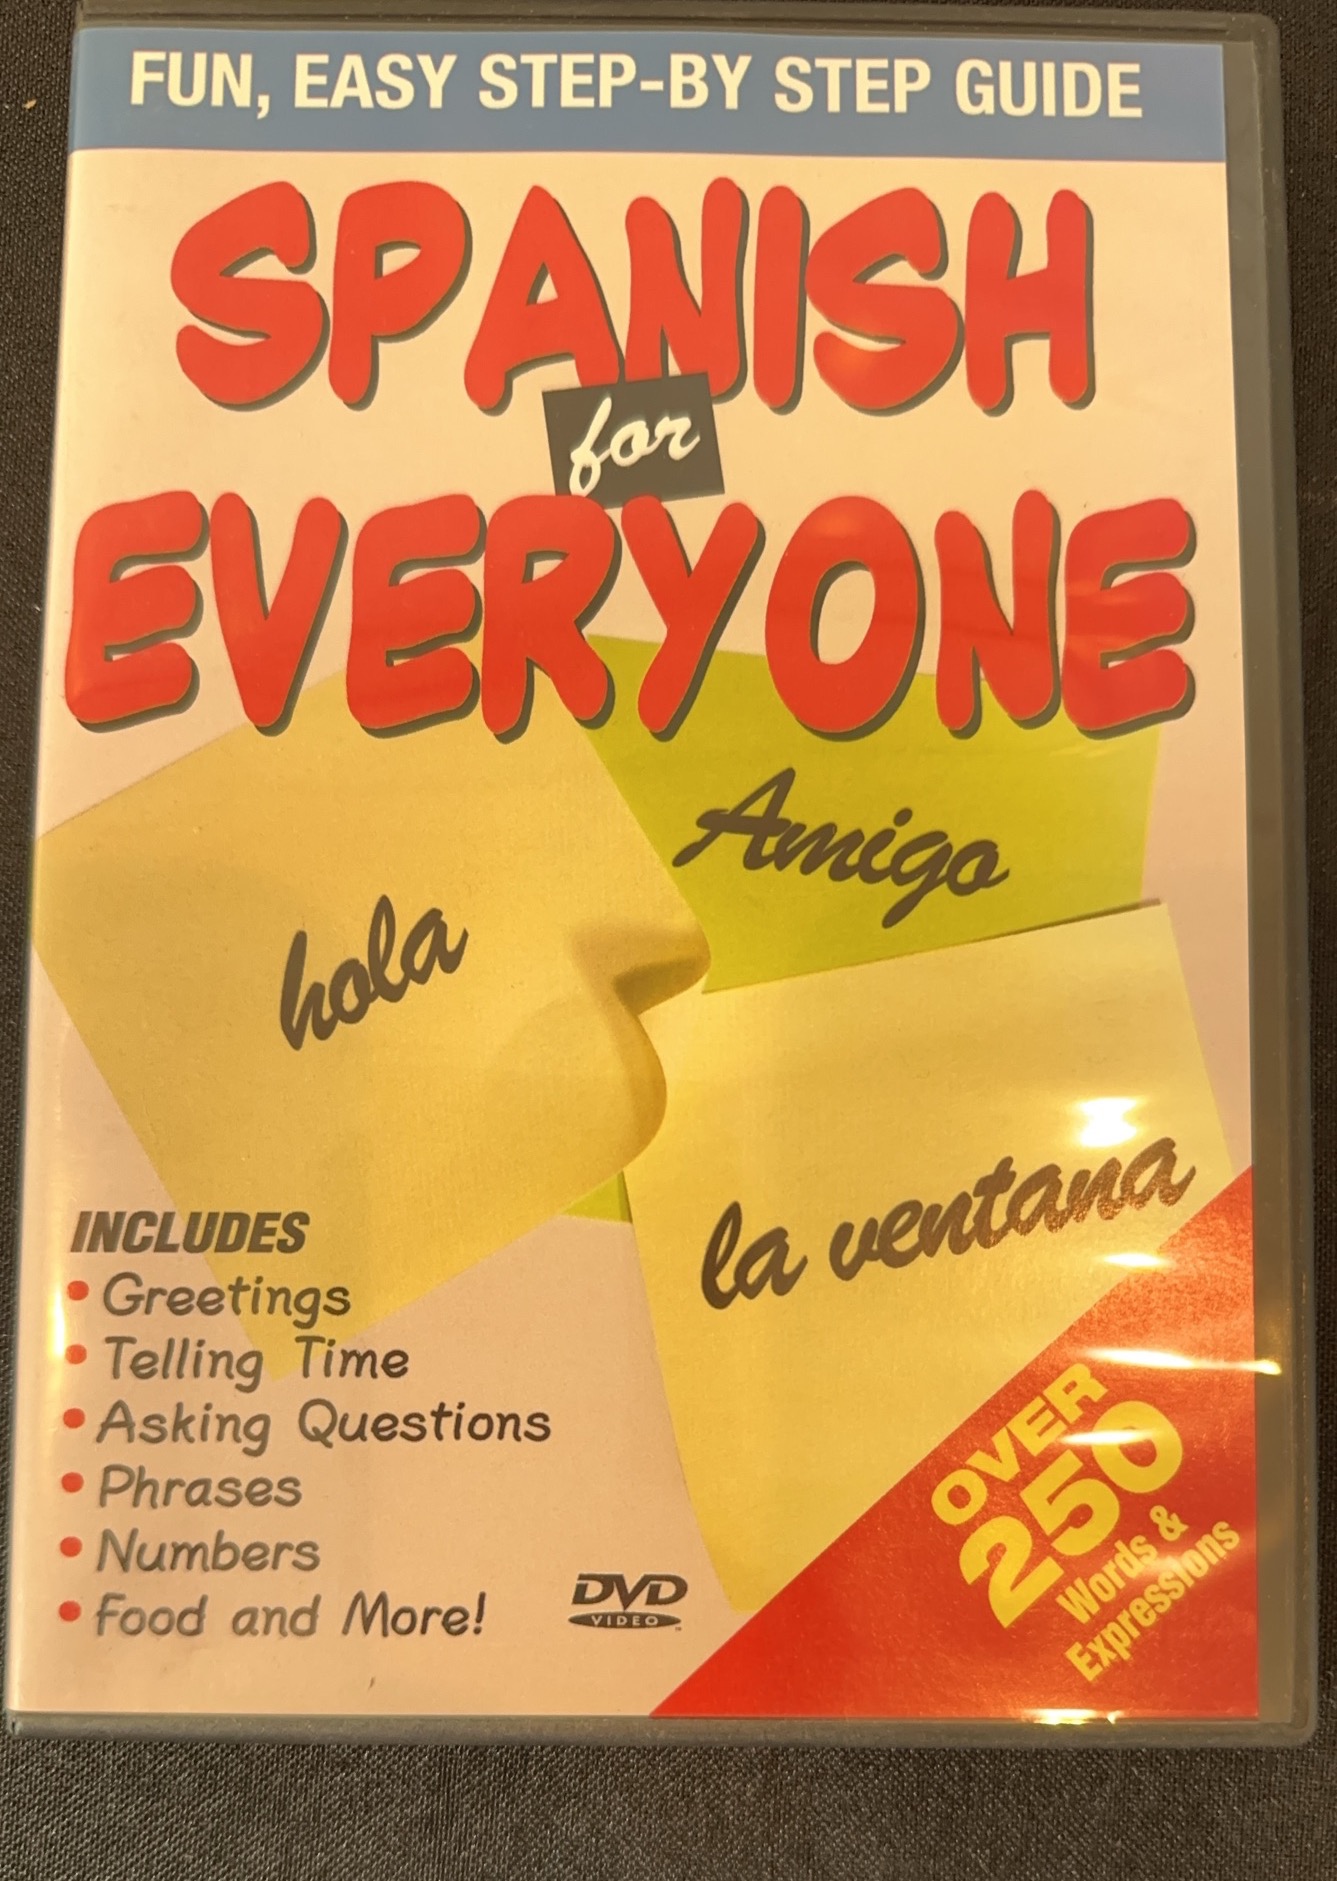 FUN, EASY STEP-BY STEP GUIDE
SPANISH
for
EVERYONE
Amigo
hola
la ventana
INCLUDES
• Greetings
• Telling Time
• Asking Questions
• Phrases
• Numbers
• Food and More!
DVD
VIDEO
OVER
250
Words &
Expressions